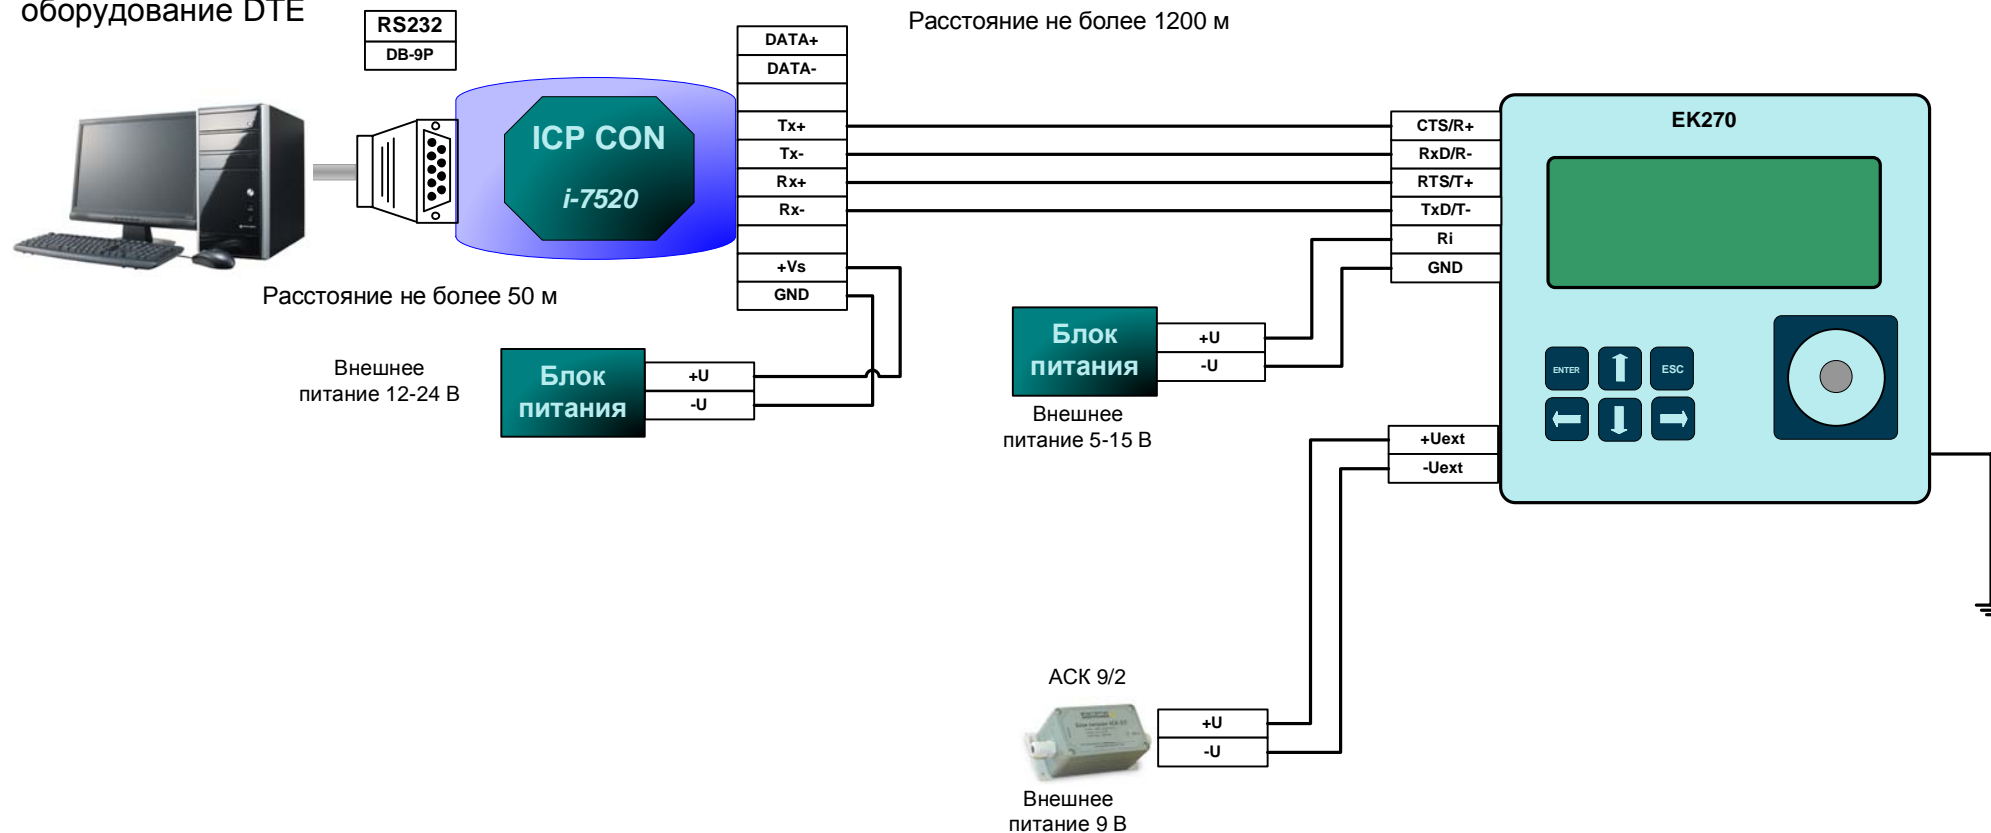 оборудование DTE
RS232
DB-9P
Расстояние не более 1200 м
DATA+
DATA-
Tx+
Tx-
Rx+
Rx-
+Vs
GND
ICP CON
i-7520
CTS/R+
RxD/R-
RTS/T+
TxD/T-
Ri
GND
EK270
Расстояние не более 50 м
Внешнее
питание 12-24 В
Блок
питания
+U
-U
Блок
питания
+U
-U
Внешнее
питание 5-15 В
ENTER
ESC
+Uext
-Uext
АСК 9/2
+U
-U
Внешнее
питание 9 В